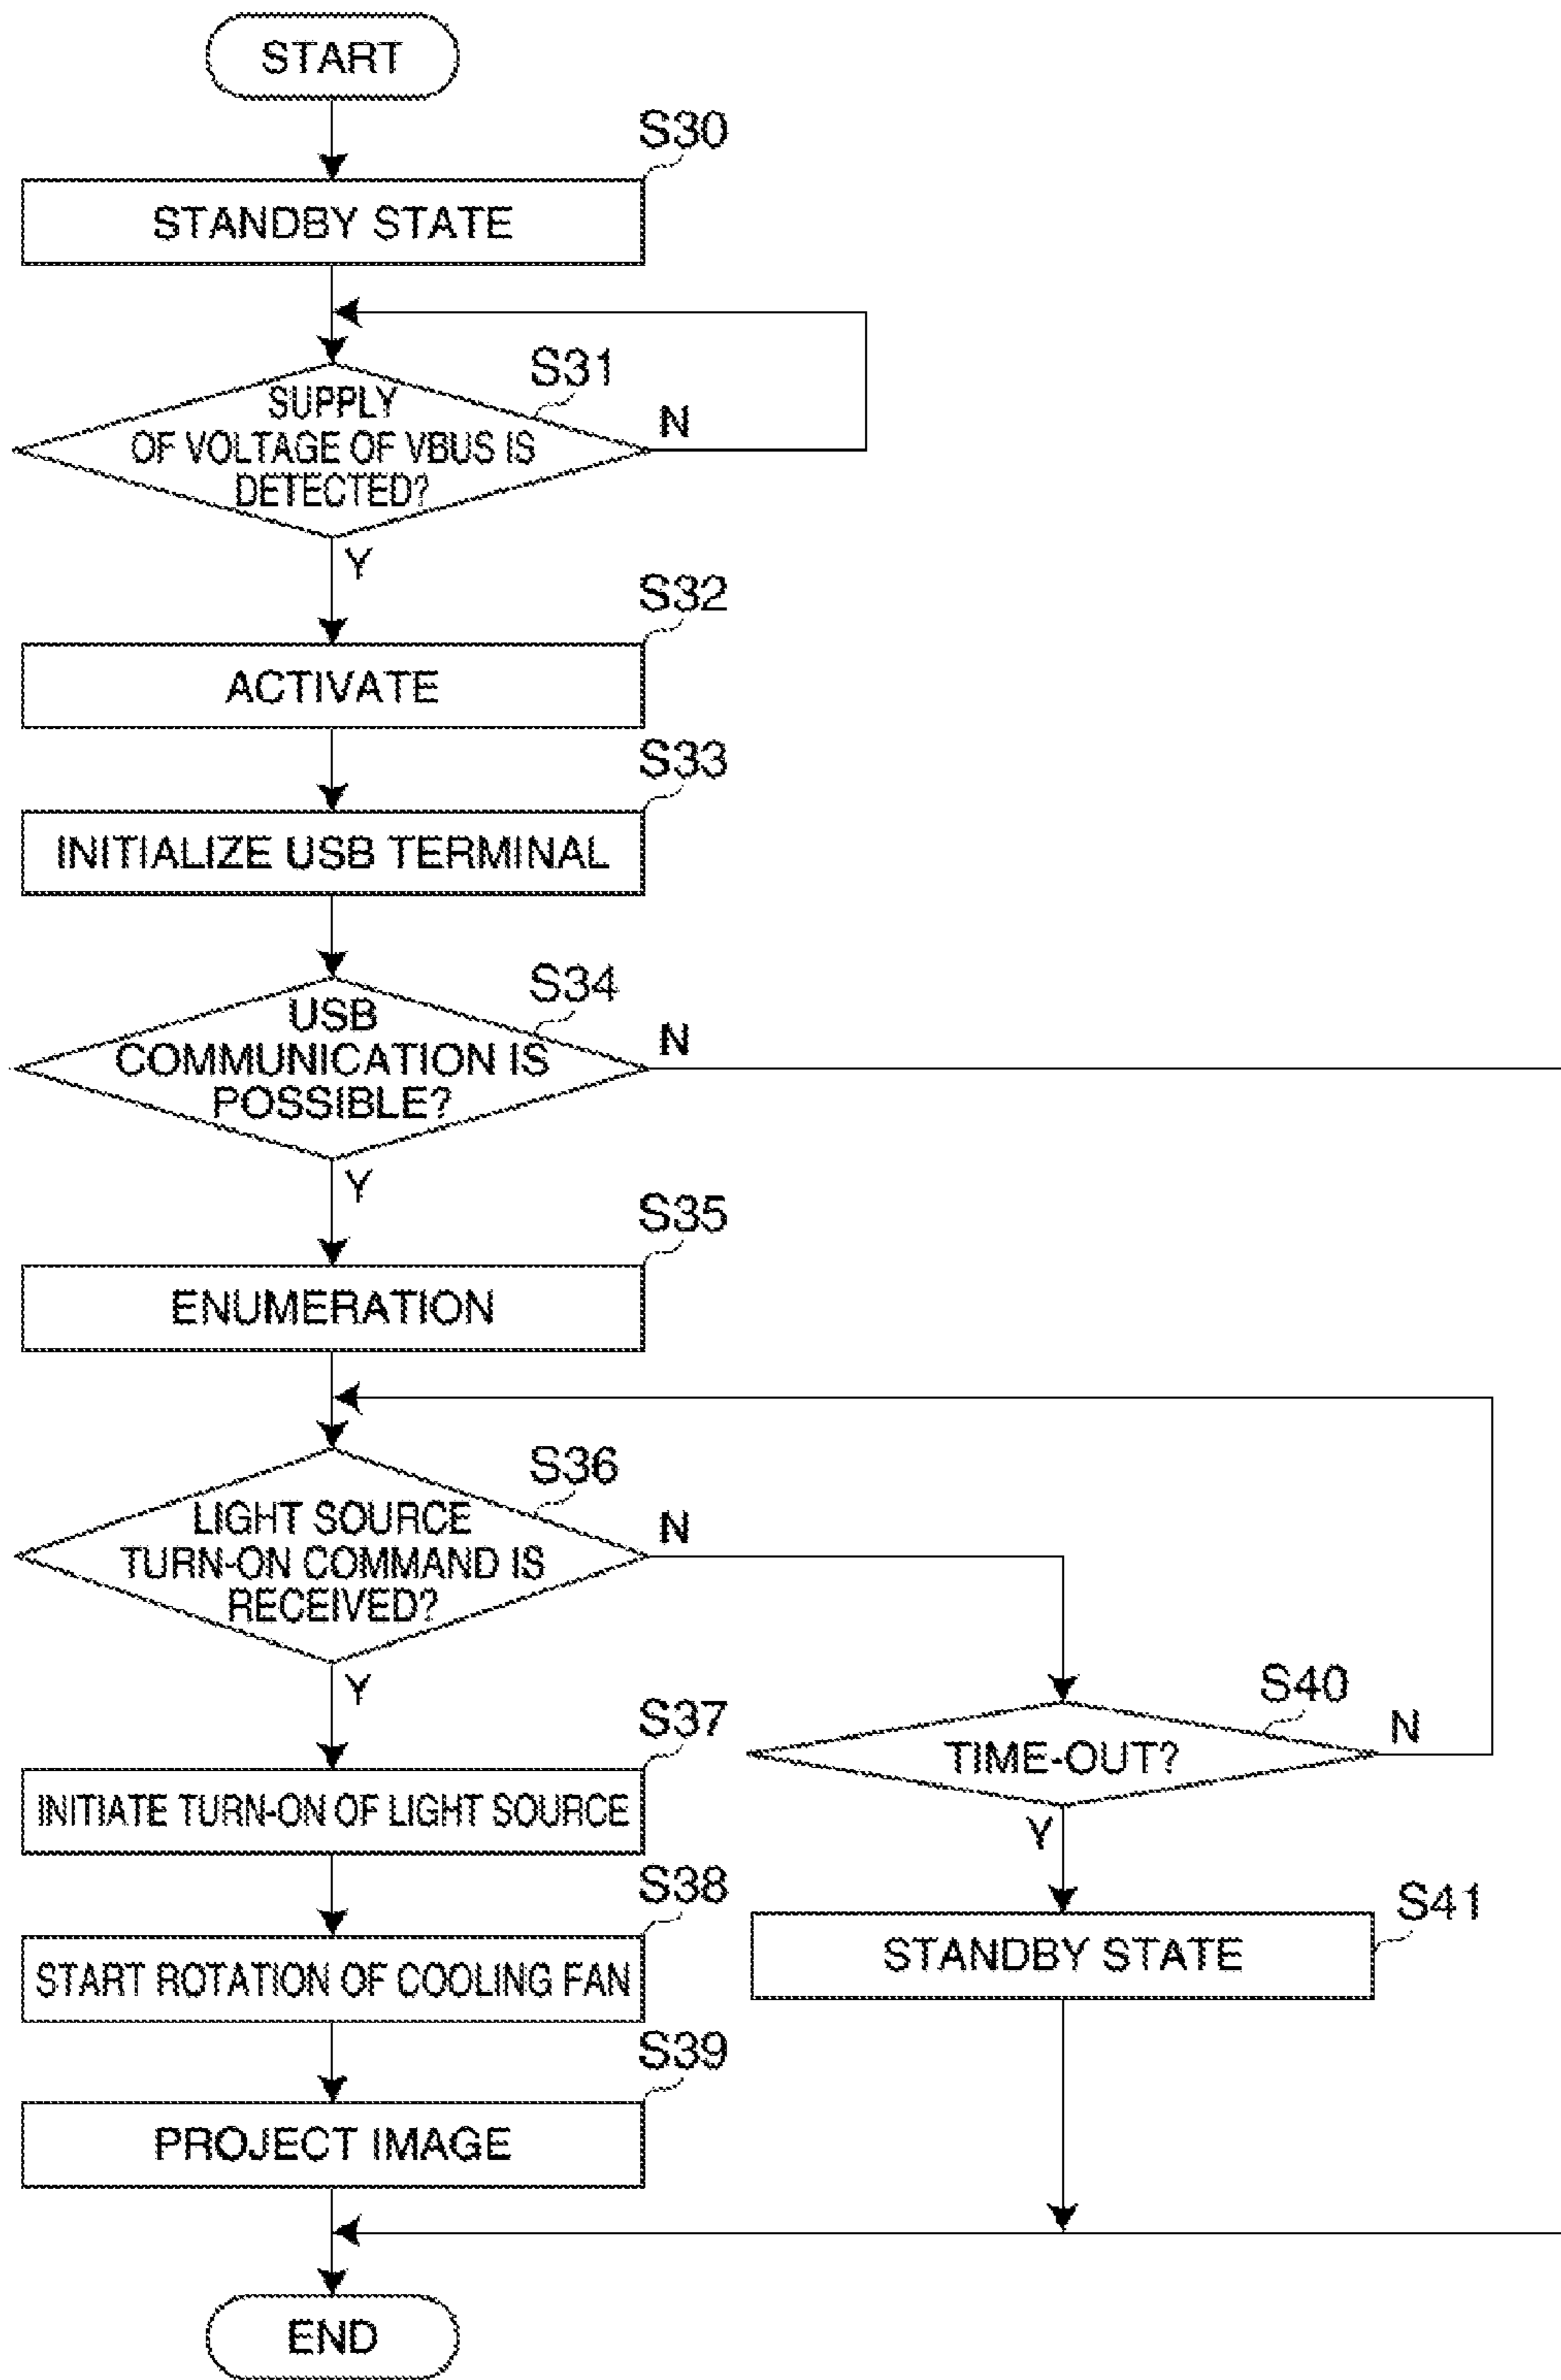 START
S30
STANDBY STATE
S31
SUPPLY
OF VOLTAGE OF VBUS IS
DETECTED?
N
Y
S32
ACTIVATE
S33
INITIALIZE USB TERMINAL
S34
USB
COMMUNICATION IS
POSSIBLE?
N
Y
S35
ENUMERATION
S36
LIGHT SOURCE
TURN-ON COMMAND IS
RECEIVED?
N
Y
S40
TIME-OUT?
N
Y
S37
INITIATE TURN-ON OF LIGHT SOURCE
S38
START ROTATION OF COOLING FAN
S41
STANDBY STATE
S39
PROJECT IMAGE
END